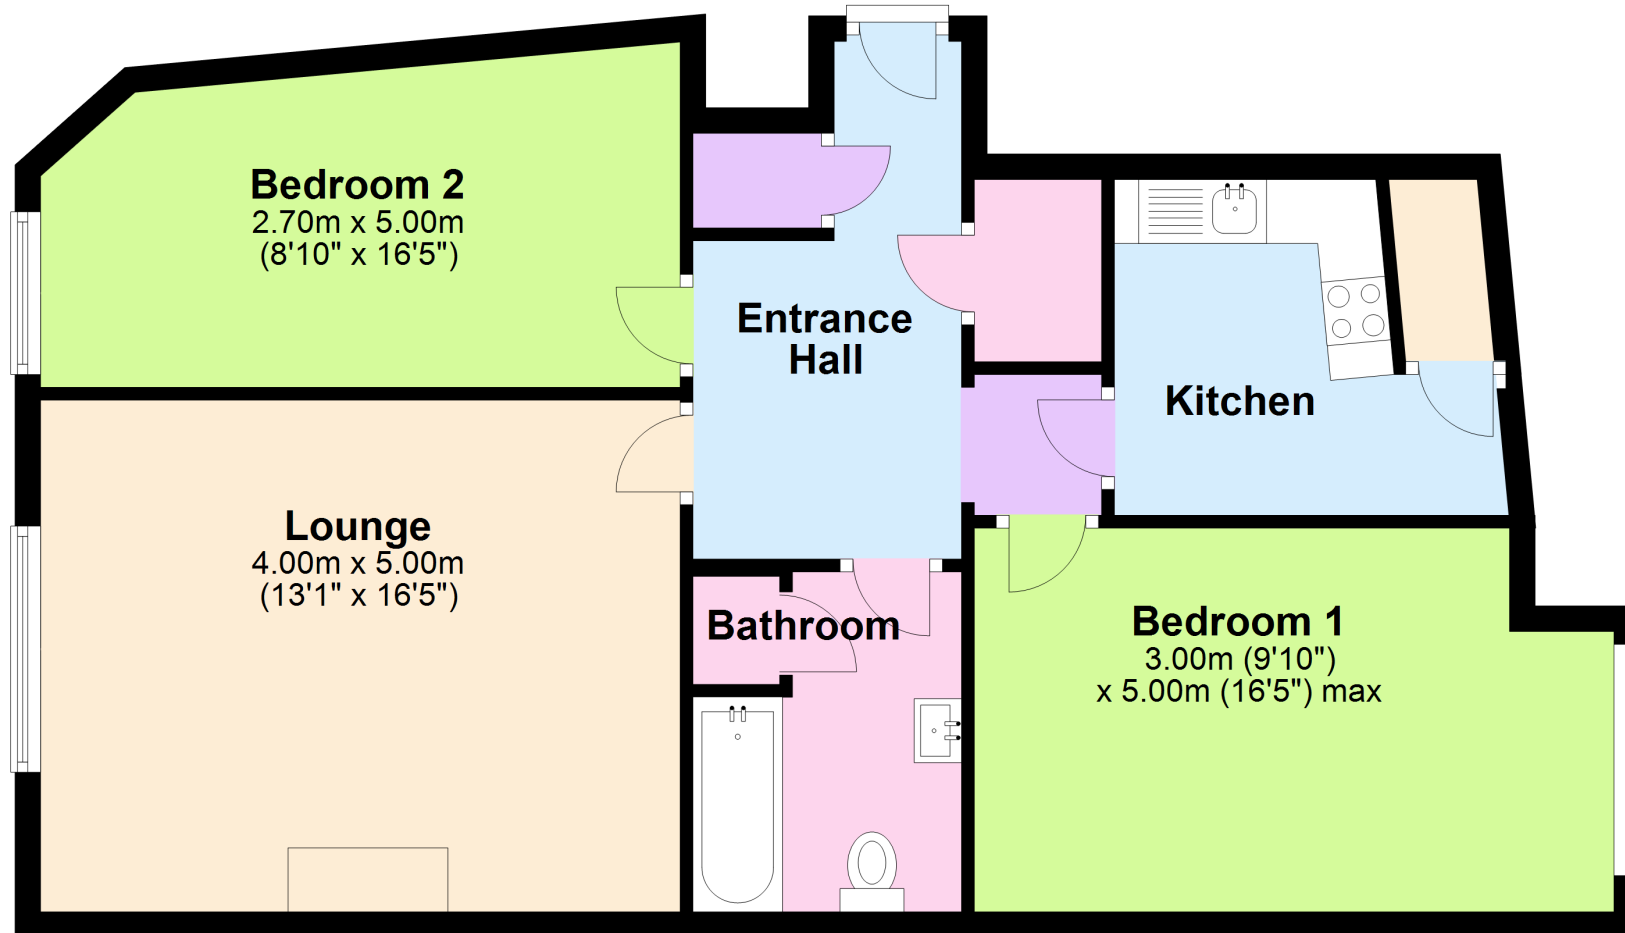 Bedroom 2
2.70m x 5.00m
(8'10" x 16'5")
Entrance
Hall
Kitchen
Lounge
4.00m x 5.00m
(13'1" x 16'5")
Bathroom
Bedroom 1
3.00m (9'10")
x 5.00m (16'5") max